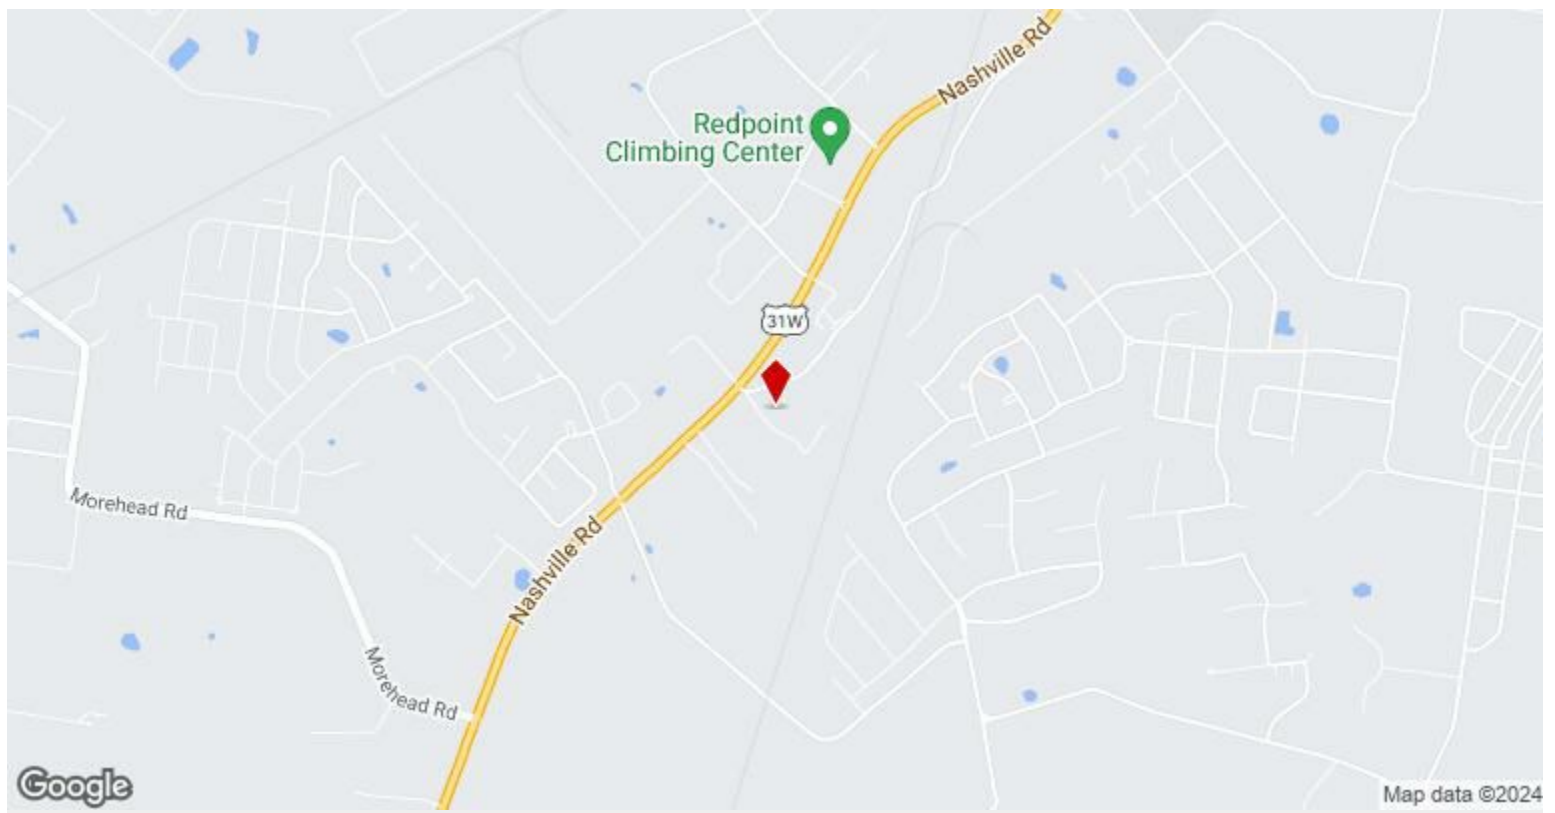 Nashville Rd
Redpoint
Climbing Center
31W
Morehead Rd
Nashville Rd
Morehead Rd
Google
Map data ©2024